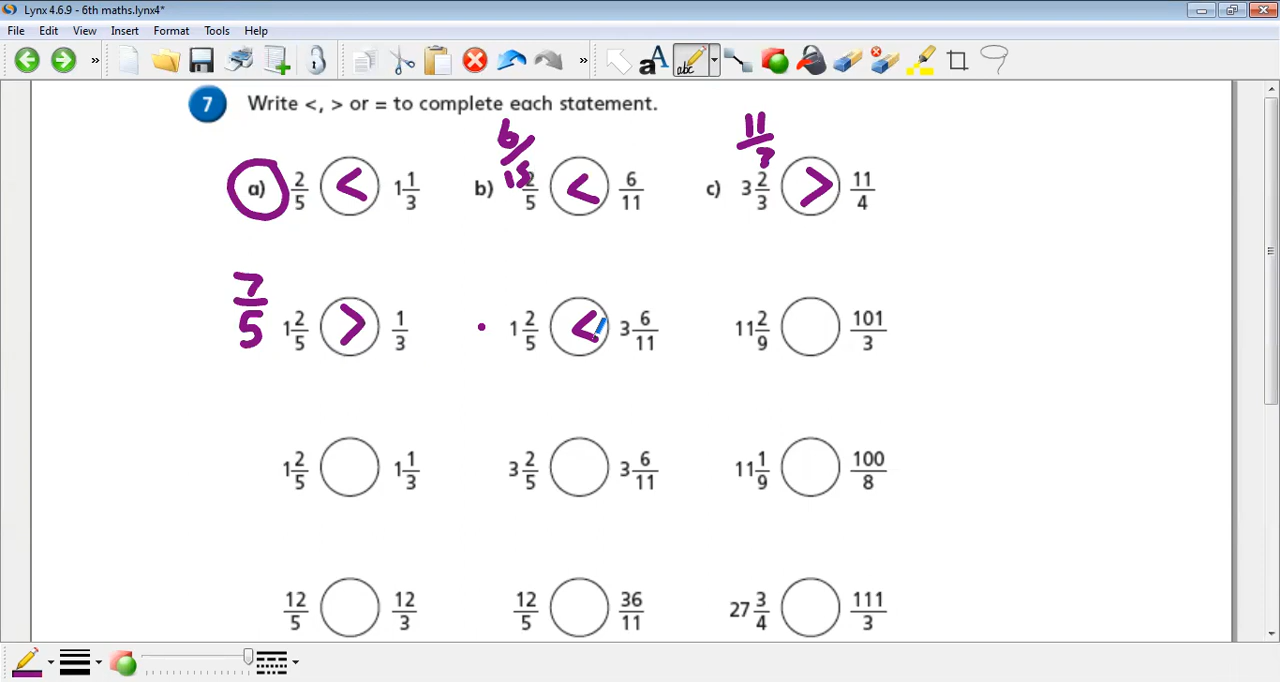 Lynx 4.6.9 - 6th maths.lynx4*
File Edit View Insert Format Tools Help
» abc »
7 Write <, > or = to complete each statement.
a) 2/5 < 1 1/3
6/15
b) 2/5 < 6/11
11/3
c) 3 2/3 > 11/4
7/5
1 2/5 > 1/3
1 2/5 < 3 6/11
11 2/9 101/3
1 2/5 1 1/3
3 2/5 3 6/11
11 1/9 100/8
12/5 12/3
12/5 36/11
27 3/4 111/3